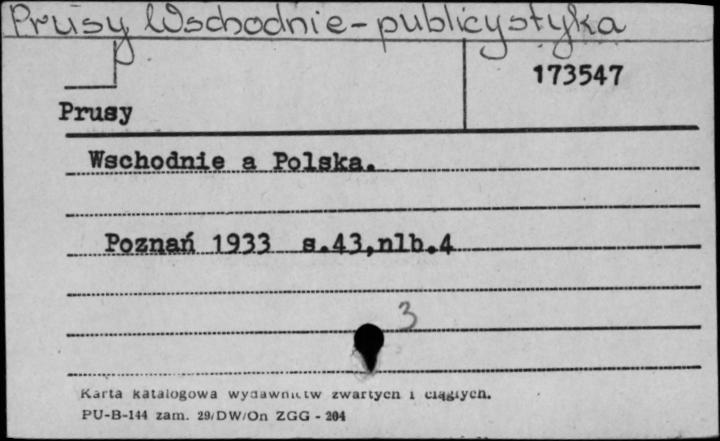 Prusy Wschodnie-publicystyka
173547
Prusy
Wschodnie a Polska.
Poznań 1933 s.43,nlb.4
3
Karta katalogowa wydawnictw zwartych i ciągłych.
PU-B-144 zam. 29/DW/On ZGG - 204